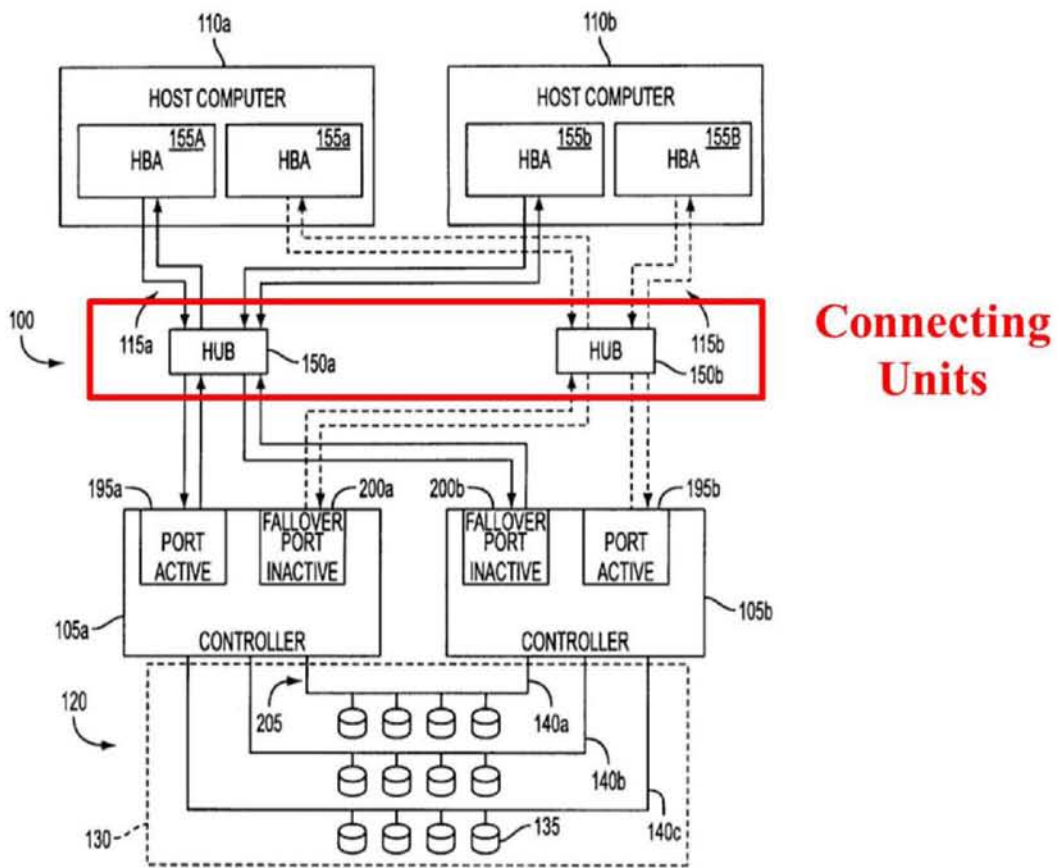 110a
110b
HOST COMPUTER
HOST COMPUTER
155A
HBA
155a
HBA
155b
HBA
155B
HBA
100
115a
HUB
150a
HUB
115b
150b
Connecting
Units
195a
200a
200b
195b
PORT
ACTIVE
FALLOVER
PORT
INACTIVE
FALLOVER
PORT
INACTIVE
PORT
ACTIVE
105a
CONTROLLER
CONTROLLER
105b
120
205
140a
140b
130
135
140c